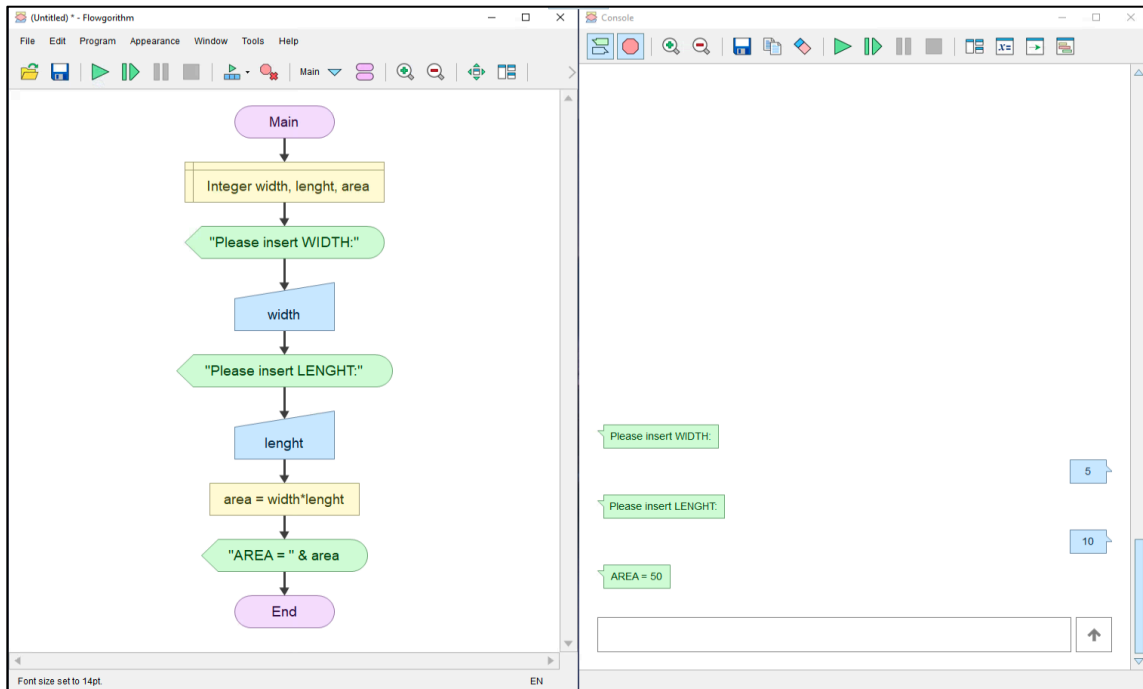 (Untitled) * - Flowgorithm
File Edit Program Appearance Window Tools Help
Main
Main
Integer width, lenght, area
"Please insert WIDTH:"
width
"Please insert LENGHT:"
lenght
area = width*lenght
"AREA = " & area
End
Font size set to 14pt.
EN
Console
x=
Please insert WIDTH:
5
Please insert LENGHT:
10
AREA = 50